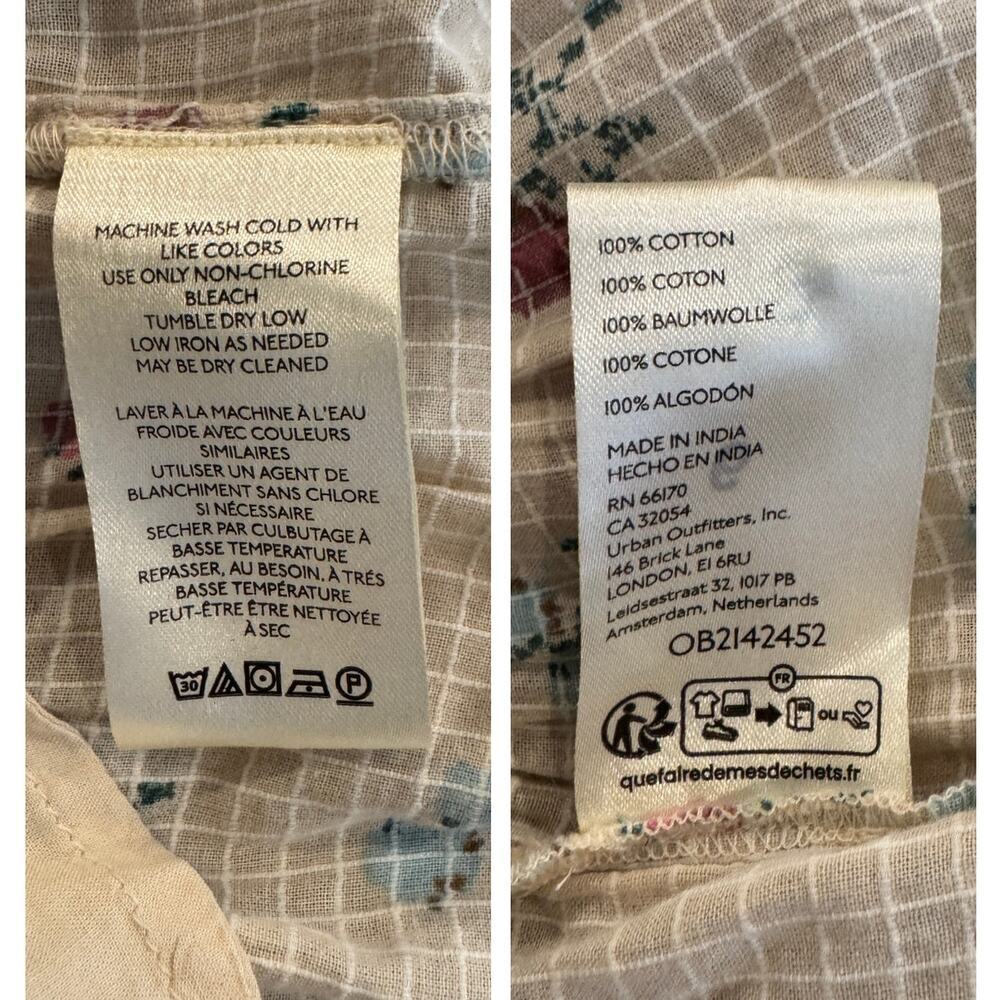 MACHINE WASH COLD WITH
LIKE COLORS
USE ONLY NON-CHLORINE
BLEACH
TUMBLE DRY LOW
LOW IRON AS NEEDED
MAY BE DRY CLEANED
LAVER À LA MACHINE À L'EAU
FROIDE AVEC COULEURS
SIMILAIRES
UTILISER UN AGENT DE
BLANCHIMENT SANS CHLORE
SI NÉCESSAIRE
SECHER PAR CULBUTAGE À
BASSE TEMPERATURE
REPASSER, AU BESOIN, À TRÉS
BASSE TEMPÉRATURE
PEUT-ÊTRE ÊTRE NETTOYÉE
À SEC
30
P
100% COTTON
100% COTON
100% BAUMWOLLE
100% COTONE
100% ALGODÓN
MADE IN INDIA
HECHO EN INDIA
RN 66170
CA 32054
Urban Outfitters, Inc.
146 Brick Lane
LONDON, E1 6RU
Leidsestraat 32, 1017 PB
Amsterdam, Netherlands
OB2142452
FR
ou
quefairedemesdechets.fr